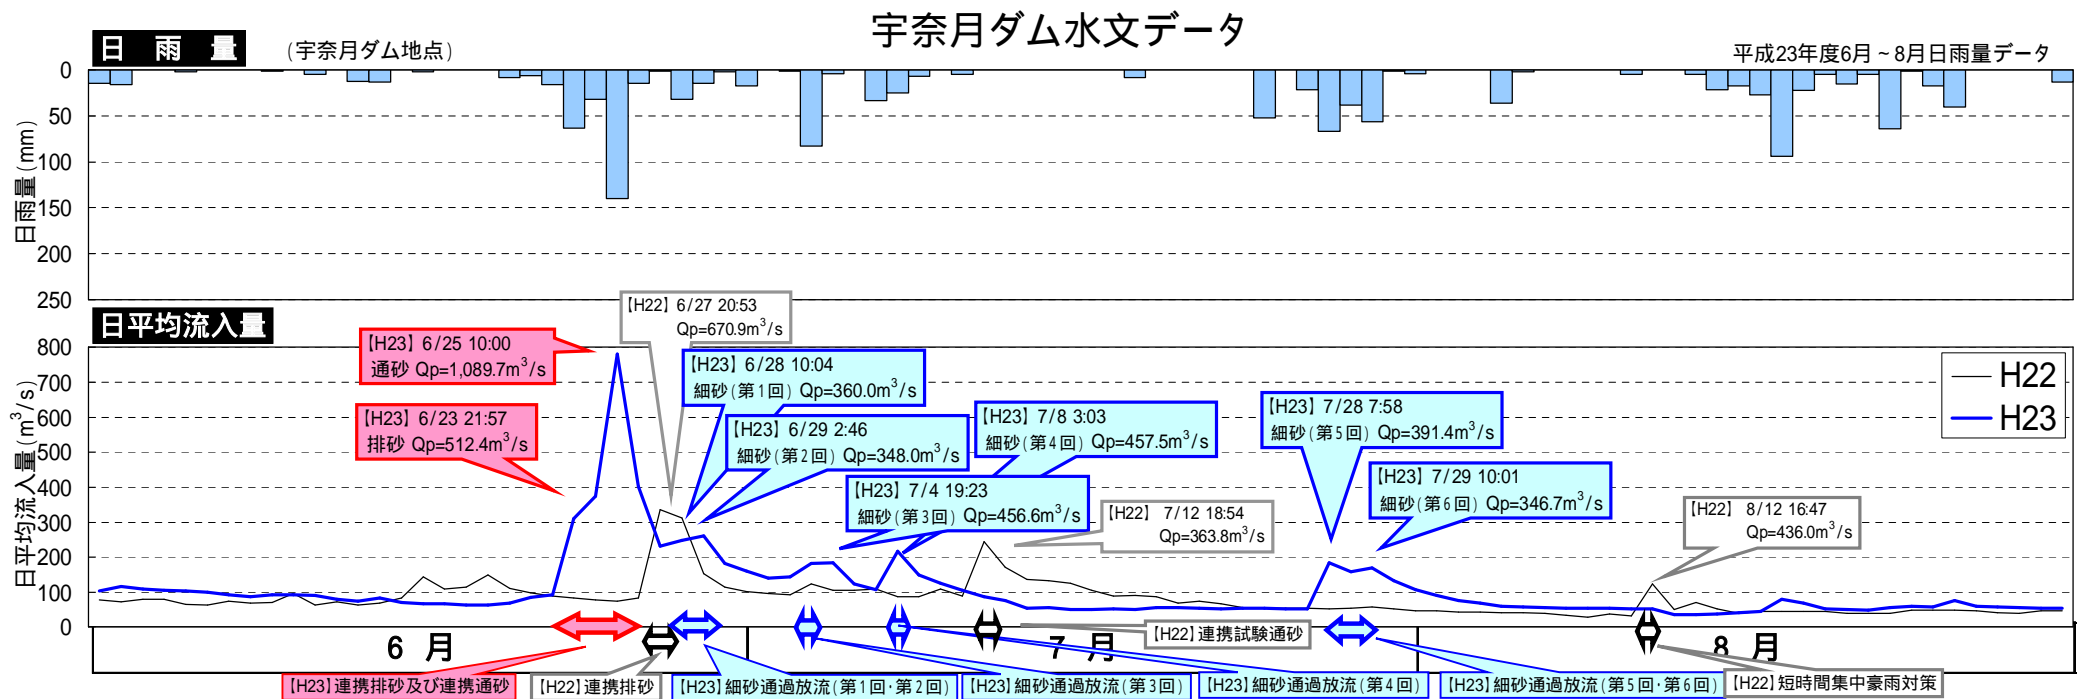 宇奈月ダム水文データ
日 雨 量 (宇奈月ダム地点)
平成23年度6月~8月日雨量データ
日雨量(mm)
0
50
100
150
200
250
日平均流入量
日平均流入量(m³/s)
800
700
600
500
400
300
200
100
0
【H23】6/25 10:00
通砂 Qp=1,089.7m³/s
【H23】6/23 21:57
排砂 Qp=512.4m³/s
【H22】6/27 20:53
Qp=670.9m³/s
【H23】6/28 10:04
細砂(第1回) Qp=360.0m³/s
【H23】6/29 2:46
細砂(第2回) Qp=348.0m³/s
【H23】7/8 3:03
細砂(第4回) Qp=457.5m³/s
【H23】7/4 19:23
細砂(第3回) Qp=456.6m³/s
【H22】 7/12 18:54
Qp=363.8m³/s
【H23】7/28 7:58
細砂(第5回) Qp=391.4m³/s
【H23】7/29 10:01
細砂(第6回) Qp=346.7m³/s
【H22】 8/12 16:47
Qp=436.0m³/s
H22
H23
6 月
7 月
8 月
【H22】連携試験通砂
【H23】連携排砂及び連携通砂
【H22】連携排砂
【H23】細砂通過放流(第1回・第2回)
【H23】細砂通過放流(第3回)
【H23】細砂通過放流(第4回)
【H23】細砂通過放流(第5回・第6回)
【H22】短時間集中豪雨対策